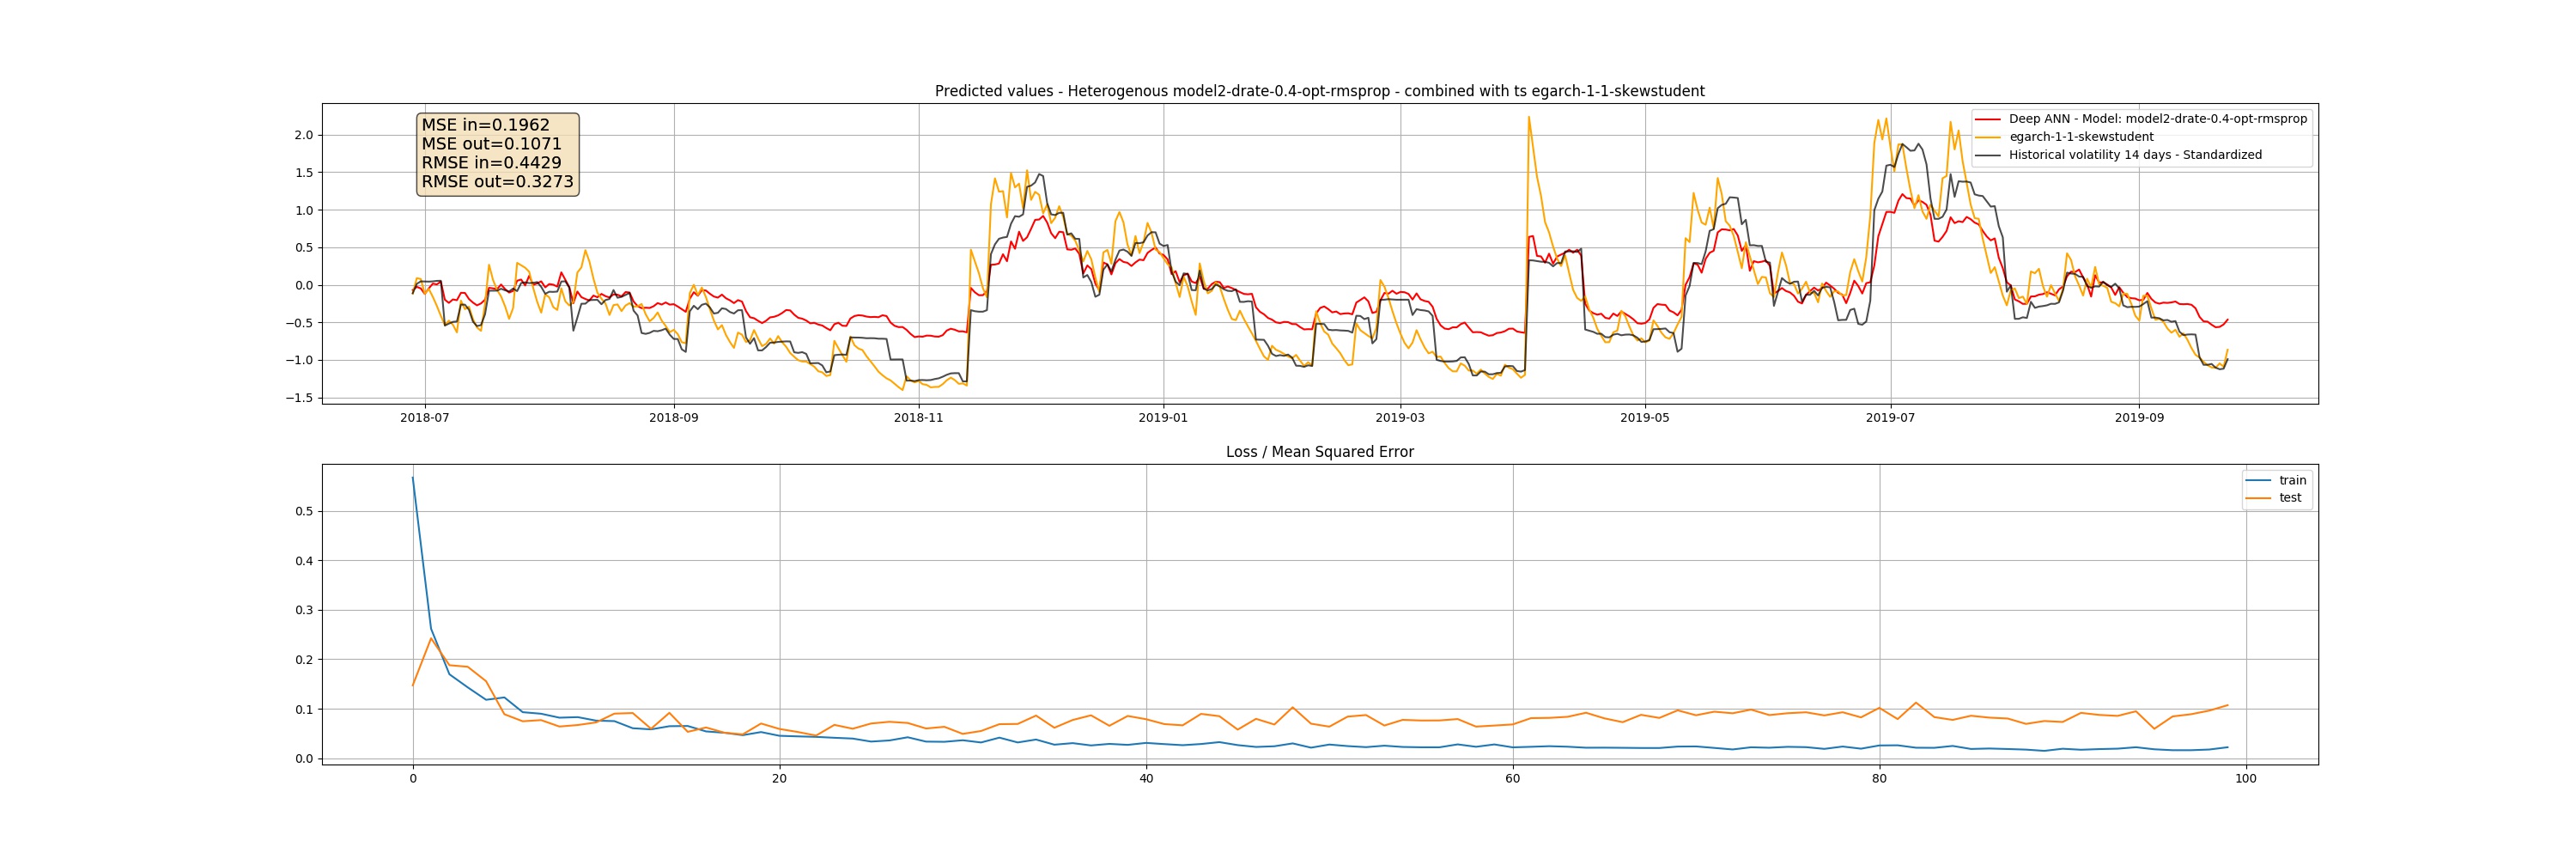 Predicted values - Heterogenous model2-drate-0.4-opt-rmsprop - combined with ts egarch-1-1-skewstudent
MSE in=0.1962
MSE out=0.1071
RMSE in=0.4429
RMSE out=0.3273
Deep ANN - Model: model2-drate-0.4-opt-rmsprop
egarch-1-1-skewstudent
Historical volatility 14 days - Standardized
2.0
1.5
1.0
0.5
0.0
−0.5
−1.0
−1.5
2018-07 2018-09 2018-11 2019-01 2019-03 2019-05 2019-07 2019-09
Loss / Mean Squared Error
train
test
0.5
0.4
0.3
0.2
0.1
0.0
0 20 40 60 80 100